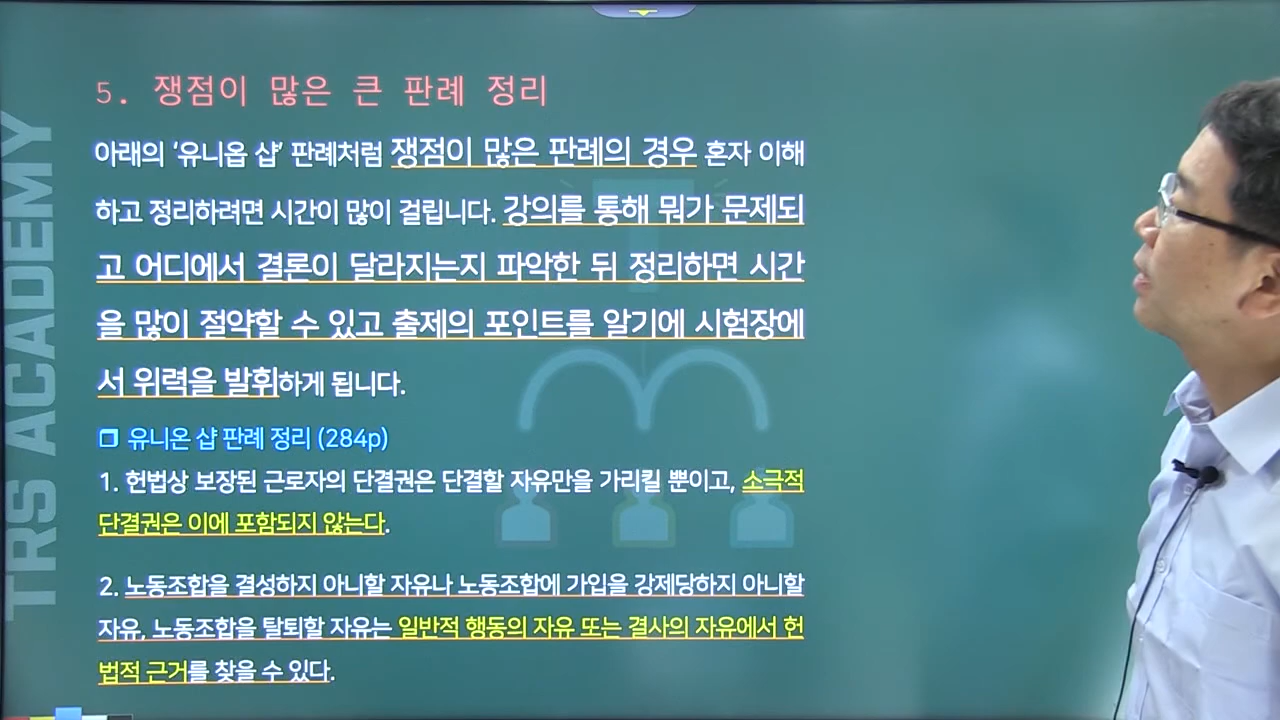 TRS ACADEMY
5. 쟁점이 많은 큰 판례 정리
아래의 ‘유니옵 샵’ 판례처럼 쟁점이 많은 판례의 경우 혼자 이해
하고 정리하려면 시간이 많이 걸립니다. 강의를 통해 뭐가 문제되
고 어디에서 결론이 달라지는지 파악한 뒤 정리하면 시간
을 많이 절약할 수 있고 출제의 포인트를 알기에 시험장에
서 위력을 발휘하게 됩니다.
❒ 유니온 샵 판례 정리 (284p)
1. 헌법상 보장된 근로자의 단결권은 단결할 자유만을 가리킬 뿐이고, 소극적
단결권은 이에 포함되지 않는다.
2. 노동조합을 결성하지 아니할 자유나 노동조합에 가입을 강제당하지 아니할
자유, 노동조합을 탈퇴할 자유는 일반적 행동의 자유 또는 결사의 자유에서 헌
법적 근거를 찾을 수 있다.